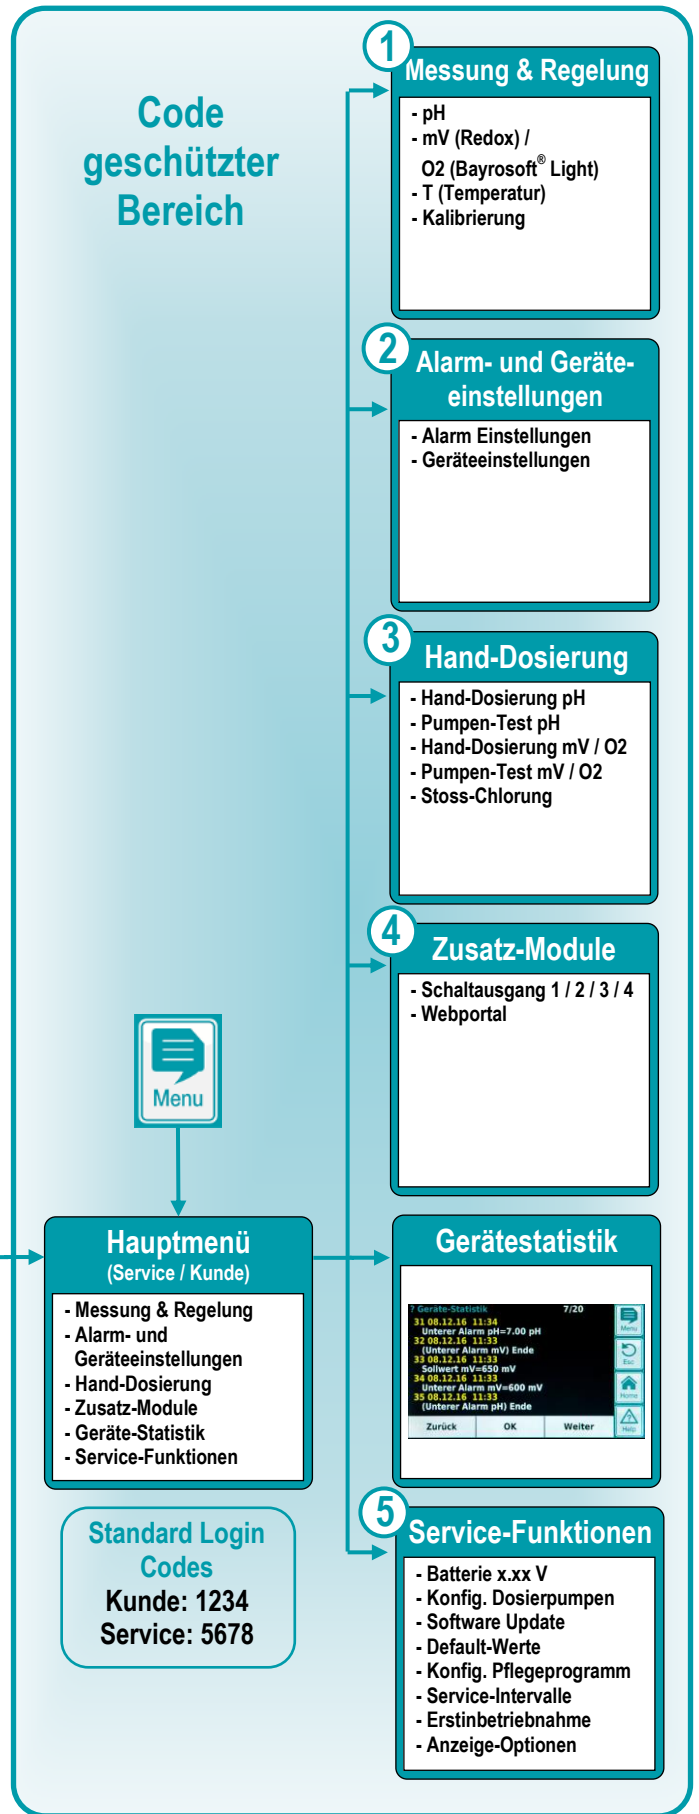 Code
geschützter
Bereich
1
Messung & Regelung
- pH
- mV (Redox) /
O2 (Bayrosoft® Light)
- T (Temperatur)
- Kalibrierung
2
Alarm- und Geräte-
einstellungen
- Alarm Einstellungen
- Geräteeinstellungen
3
Hand-Dosierung
- Hand-Dosierung pH
- Pumpen-Test pH
- Hand-Dosierung mV / O2
- Pumpen-Test mV / O2
- Stoss-Chlorung
4
Zusatz-Module
- Schaltausgang 1 / 2 / 3 / 4
- Webportal
Menu
Hauptmenü
(Service / Kunde)
- Messung & Regelung
- Alarm- und
Geräteeinstellungen
- Hand-Dosierung
- Zusatz-Module
- Geräte-Statistik
- Service-Funktionen
Gerätestatistik
? Geräte-Statistik 7/20
31 08.12.16 11:34
Unterer Alarm pH=7.00 pH
32 08.12.16 11:33
(Unterer Alarm mV) Ende
33 08.12.16 11:33
Sollwert mV=650 mV
34 08.12.16 11:33
Unterer Alarm mV=600 mV
35 08.12.16 11:33
(Unterer Alarm pH) Ende
Zurück OK Weiter
Menu
Esc
Home
Help
Standard Login
Codes
Kunde: 1234
Service: 5678
5
Service-Funktionen
- Batterie x.xx V
- Konfig. Dosierpumpen
- Software Update
- Default-Werte
- Konfig. Pflegeprogramm
- Service-Intervalle
- Erstinbetriebnahme
- Anzeige-Optionen